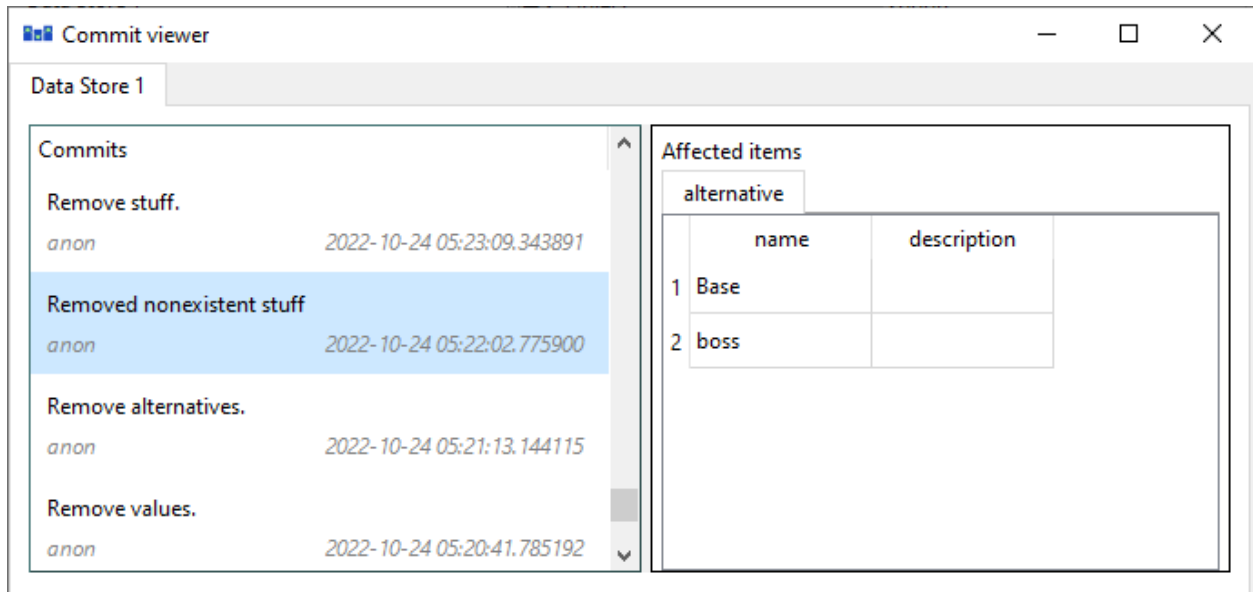 Commit viewer
Data Store 1
Commits
Remove stuff.
anon 2022-10-24 05:23:09.343891
Removed nonexistent stuff
anon 2022-10-24 05:22:02.775900
Remove alternatives.
anon 2022-10-24 05:21:13.144115
Remove values.
anon 2022-10-24 05:20:41.785192
Affected items
alternative
name description
1 Base
2 boss